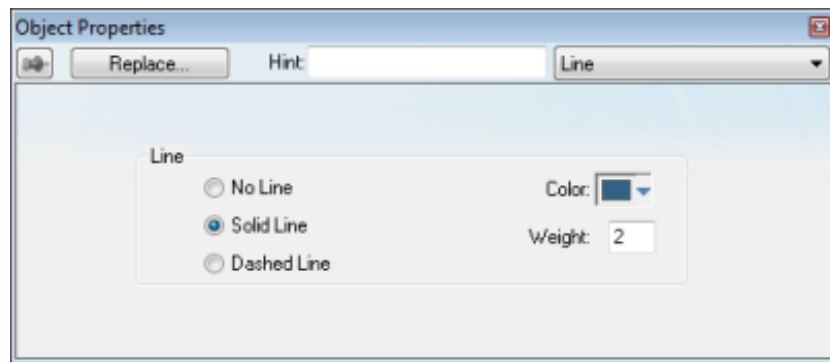 Object Properties
Replace... Hint: Line
Line
No Line Color:
Solid Line Weight: 2
Dashed Line